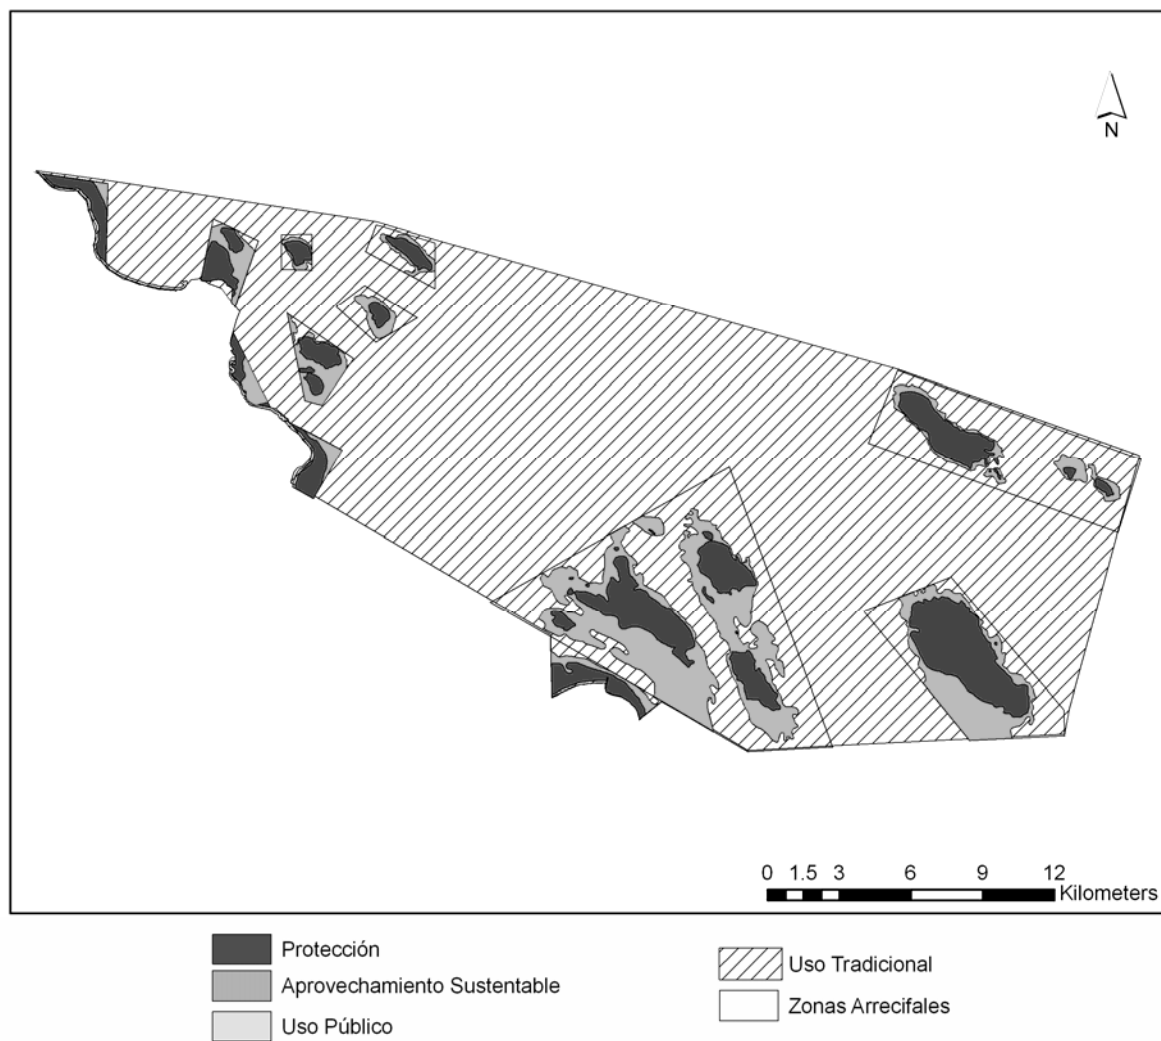 N
0 1.5 3 6 9 12
Kilometers
Protección
Aprovechamiento Sustentable
Uso Público
Uso Tradicional
Zonas Arrecifales